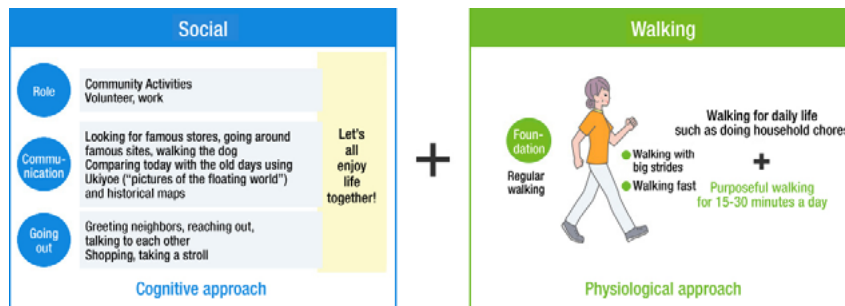 Social
Role
Community Activities
Volunteer, work
Commu-
nication
Looking for famous stores, going around
famous sites, walking the dog
Comparing today with the old days using
Ukiyoe ("pictures of the floating world")
and historical maps
Going
out
Greeting neighbors, reaching out,
talking to each other
Shopping, taking a stroll
Let's
all
enjoy
life
together!
Cognitive approach
+
Walking
Foun-
dation
Regular
walking
Walking with
big strides
Walking fast
Walking for daily life
such as doing household chores
+
Purposeful walking
for 15-30 minutes a day
Physiological approach